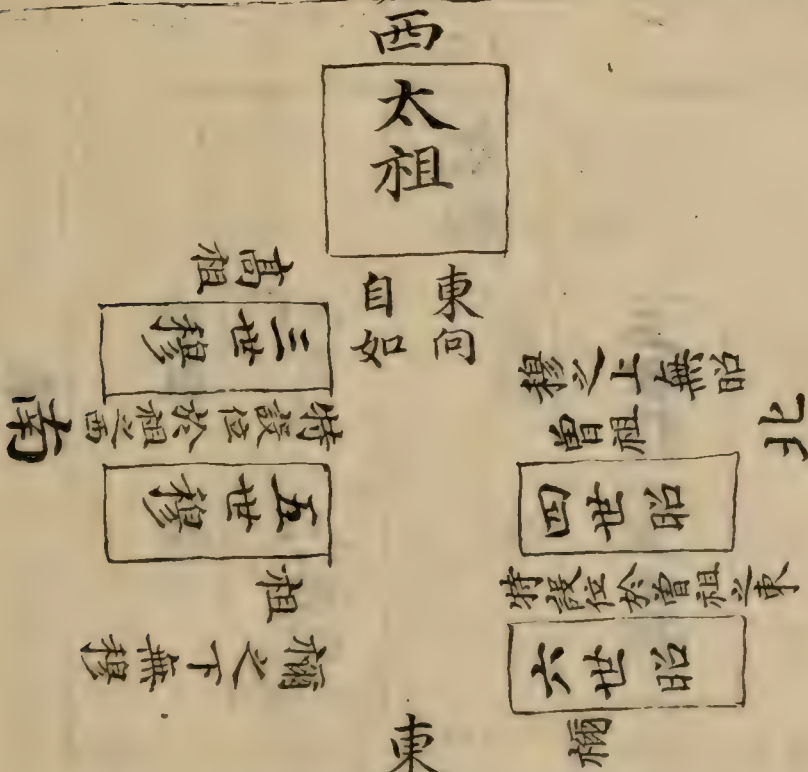 西
太祖
東向
自如
北
穆之上無昭
曾祖
四世昭
特設位於曾祖之東
六世昭
禰
南
高祖
三世穆
特設位於祖之西
五世穆
祖
禰之下無穆
東